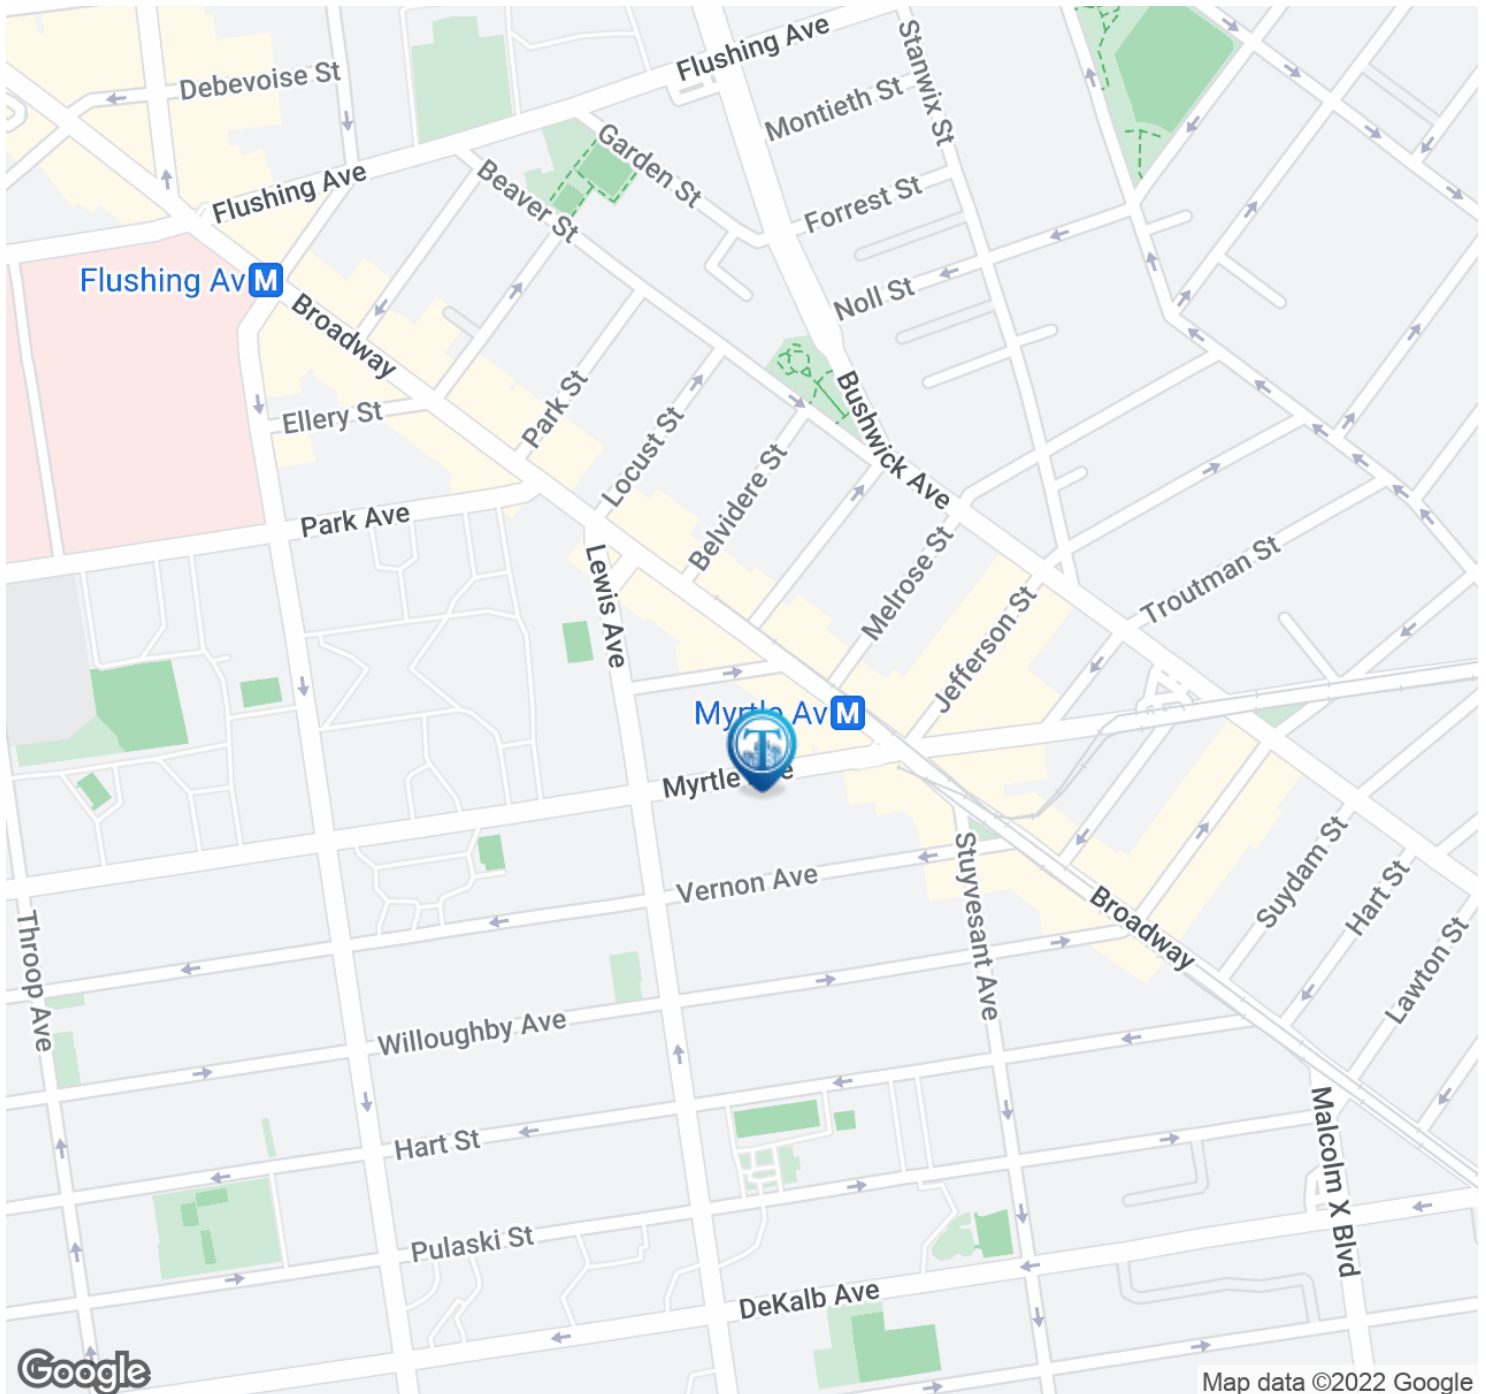 Flushing Ave
Stanwix St
Debevoise St
Montieth St
Garden St
Beaver St
Flushing Ave
Forrest St
Flushing Av
M
Noll St
Broadway
Park St
Ellery St
Bushwick Ave
Locust St
Belvidere St
Park Ave
Melrose St
Troutman St
Lewis Ave
Jefferson St
Myrtle Av
M
T
Myrtle Ave
Suydam St
Vernon Ave
Stuyvesant Ave
Hart St
Broadway
Throop Ave
Lawton St
Willoughby Ave
Hart St
Malcolm X Blvd
Pulaski St
DeKalb Ave
Google
Map data ©2022 Google